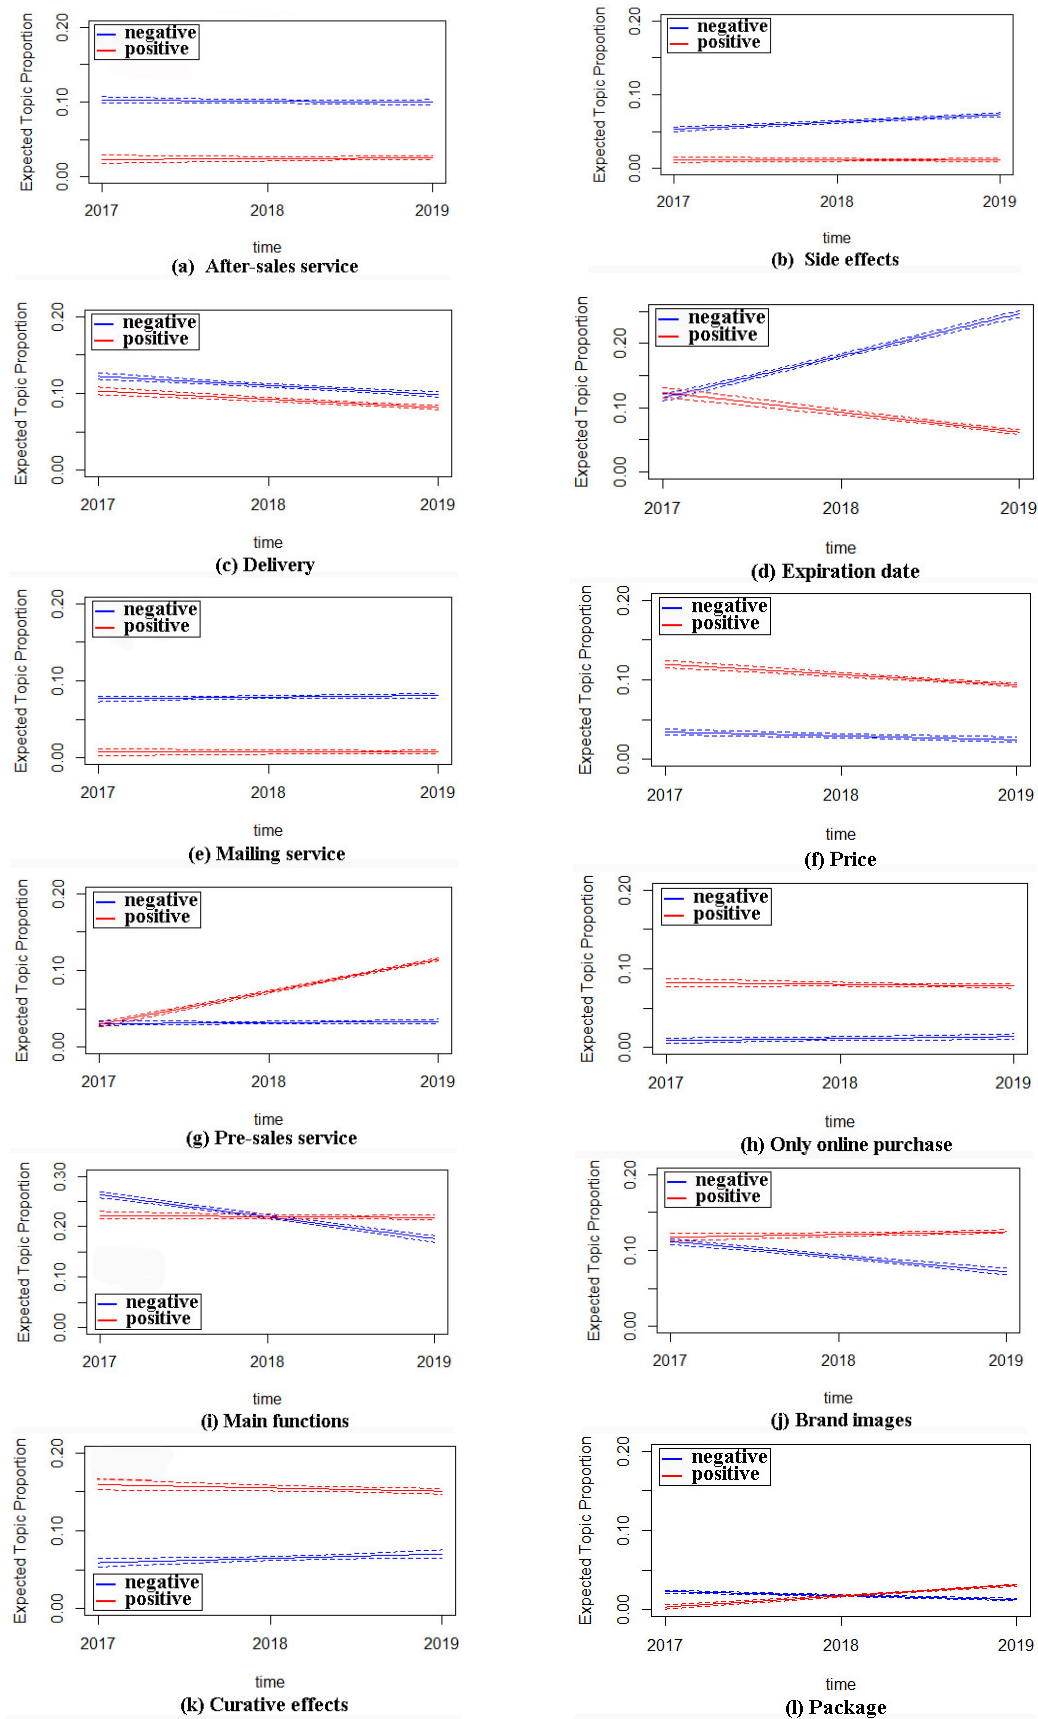 Expected Topic Proportion
0.20
0.10
0.00
negative
positive
2017
2018
2019
time
(a) After-sales service
Expected Topic Proportion
0.20
0.10
0.00
negative
positive
2017
2018
2019
time
(b) Side effects
Expected Topic Proportion
0.20
0.10
0.00
negative
positive
2017
2018
2019
time
(c) Delivery
Expected Topic Proportion
0.20
0.10
0.00
negative
positive
2017
2018
2019
time
(d) Expiration date
Expected Topic Proportion
0.20
0.10
0.00
negative
positive
2017
2018
2019
time
(e) Mailing service
Expected Topic Proportion
0.20
0.10
0.00
negative
positive
2017
2018
2019
time
(f) Price
Expected Topic Proportion
0.20
0.10
0.00
negative
positive
2017
2018
2019
time
(g) Pre-sales service
Expected Topic Proportion
0.20
0.10
0.00
negative
positive
2017
2018
2019
time
(h) Only online purchase
Expected Topic Proportion
0.30
0.20
0.10
0.00
negative
positive
2017
2018
2019
time
(i) Main functions
Expected Topic Proportion
0.20
0.10
0.00
negative
positive
2017
2018
2019
time
(j) Brand images
Expected Topic Proportion
0.20
0.10
0.00
negative
positive
2017
2018
2019
time
(k) Curative effects
Expected Topic Proportion
0.20
0.10
0.00
negative
positive
2017
2018
2019
time
(l) Package